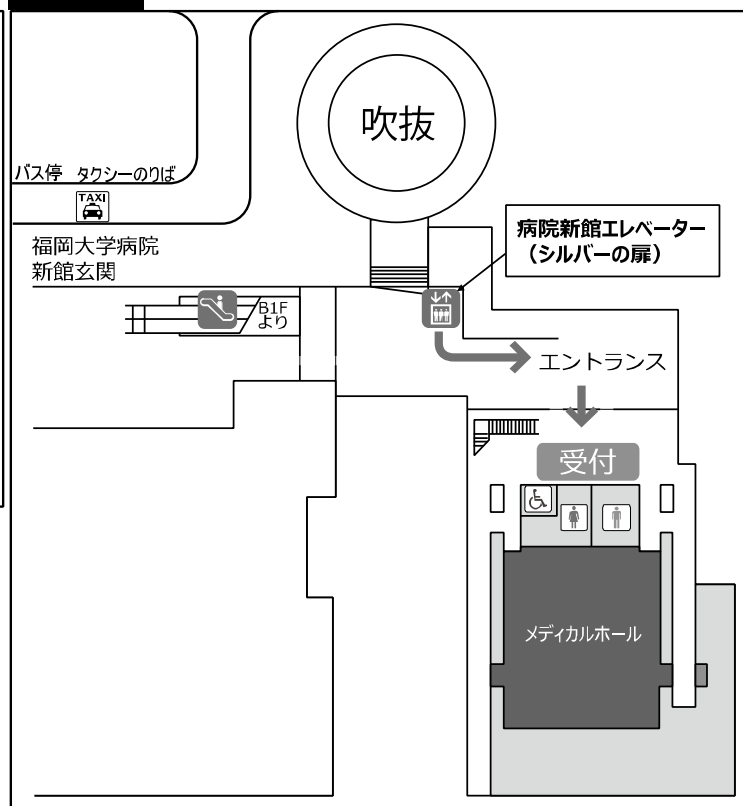 吹抜
バス停 タクシーのりば
TAXI
病院新館エレベーター
（シルバーの扉）
福岡大学病院
新館玄関
B1F
より
エントランス
受付
メディカルホール